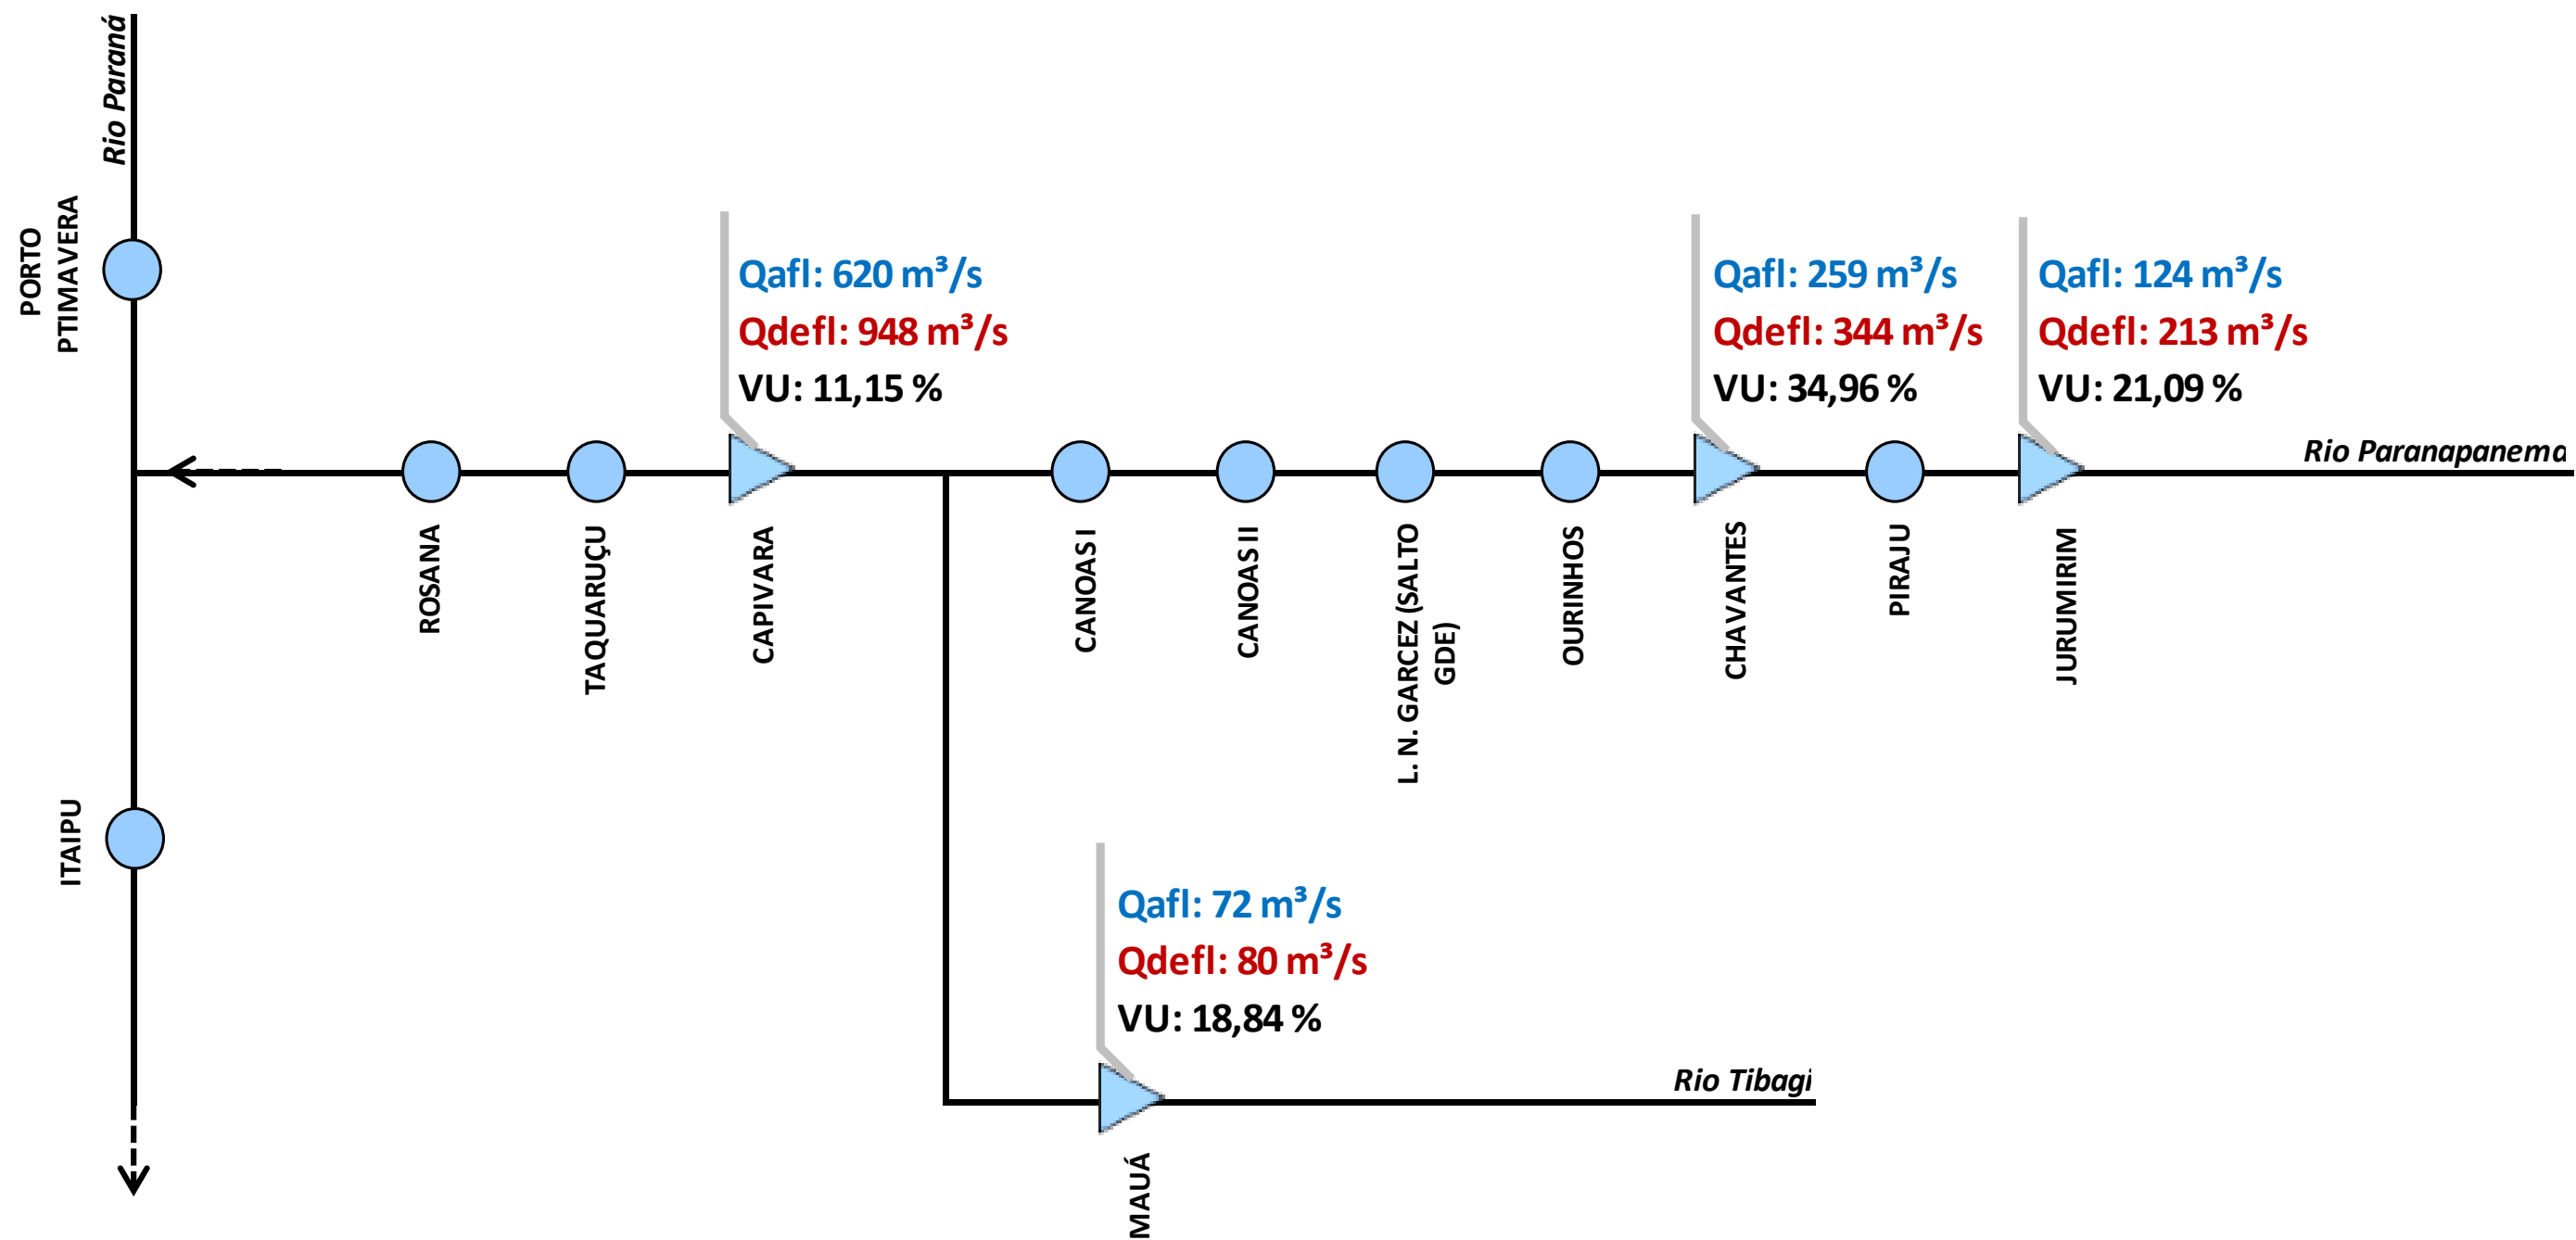 Rio Paraná
PORTO
PTIMAVERA
Qafl: 620 m³/s
Qdefl: 948 m³/s
VU: 11,15 %
Qafl: 259 m³/s
Qdefl: 344 m³/s
VU: 34,96 %
Qafl: 124 m³/s
Qdefl: 213 m³/s
VU: 21,09 %
Rio Paranapanema
ROSANA
TAQUARUÇU
CAPIVARA
CANOAS I
CANOAS II
L. N. GARCEZ (SALTO
GDE)
OURINHOS
CHAVANTES
PIRAJU
JURUMIRIM
ITAIPU
Qafl: 72 m³/s
Qdefl: 80 m³/s
VU: 18,84 %
Rio Tibagi
MAUÁ